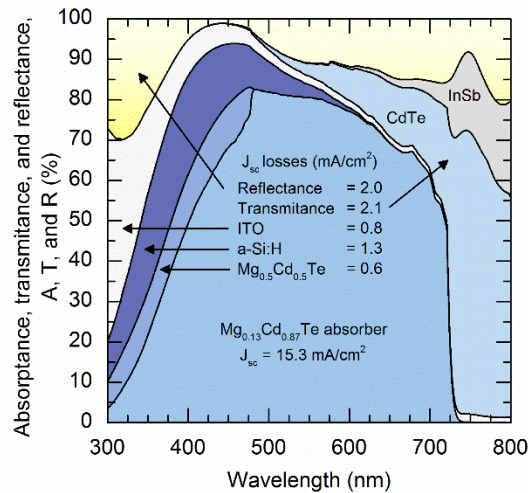 Absorptance, transmitance, and reflectance,
A, T, and R (%)
100
90
80
70
60
50
40
30
20
10
0
InSb
CdTe
J_sc losses (mA/cm²)
Reflectance = 2.0
Transmitance = 2.1
ITO = 0.8
a-Si:H = 1.3
Mg₀.₅Cd₀.₅Te = 0.6
Mg₀.₁₃Cd₀.₈₇Te absorber
J_sc = 15.3 mA/cm²
300 400 500 600 700 800
Wavelength (nm)